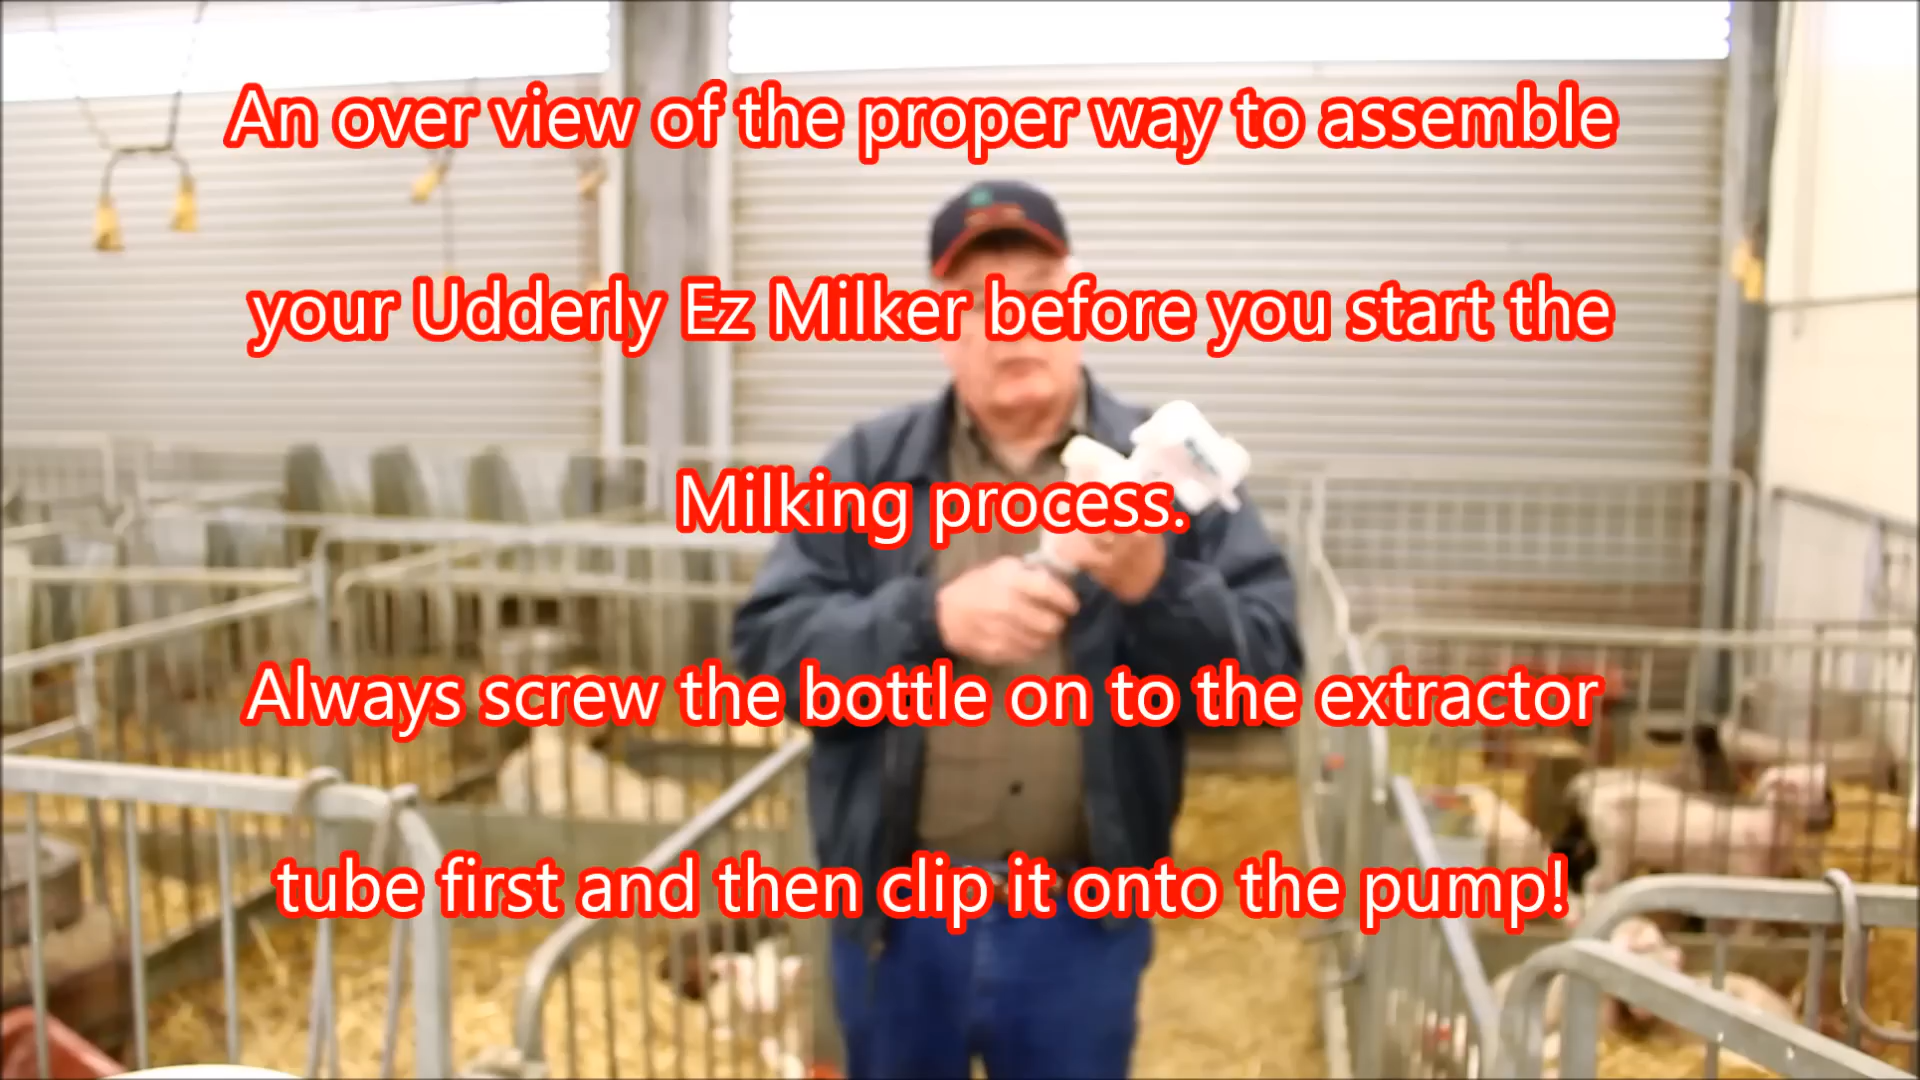 An over view of the proper way to assemble
your Udderly Ez Milker before you start the
Milking process.
Always screw the bottle on to the extractor
tube first and then clip it onto the pump!